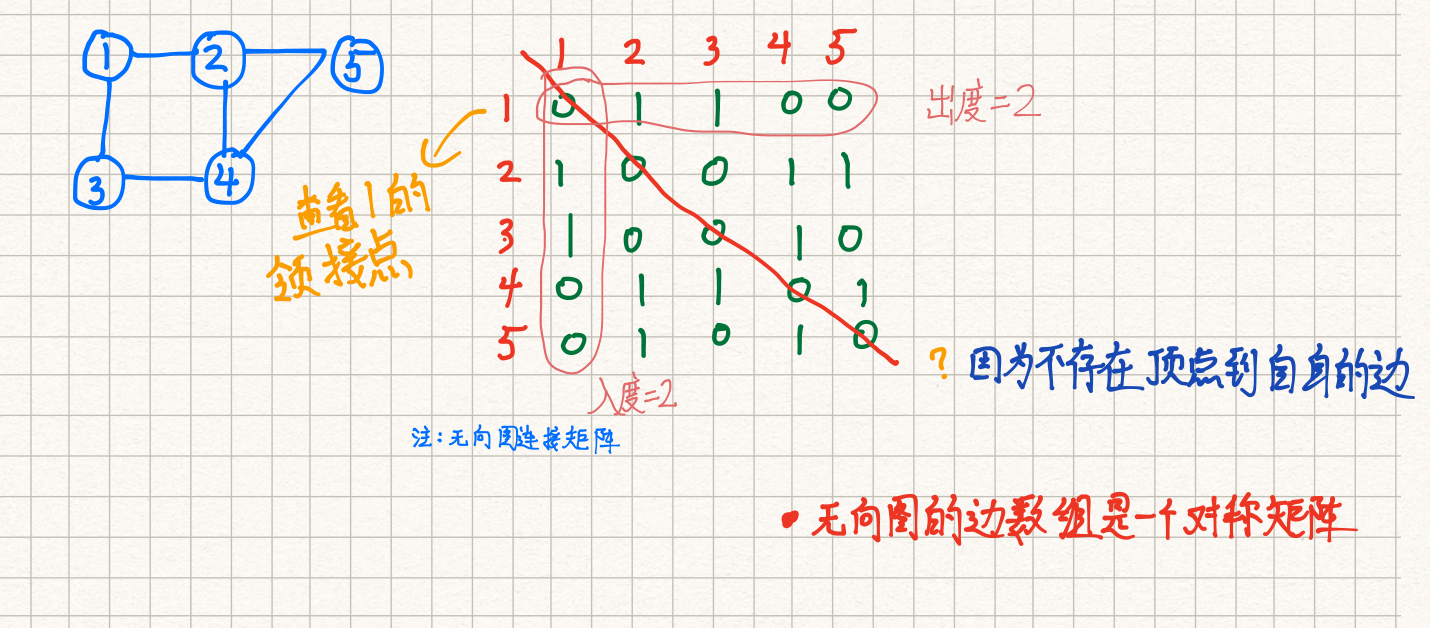 1 2 5
3 4
1 2 3 4 5
1 0 1 1 0 0
2 1 0 0 1 1
3 1 0 0 1 0
4 0 1 1 0 1
5 0 1 0 1 0
出度=2
查看1的
领接点
入度=2
注:无向图连接矩阵
? 因为不存在顶点到自身的边
• 无向图的边数组是一个对称矩阵